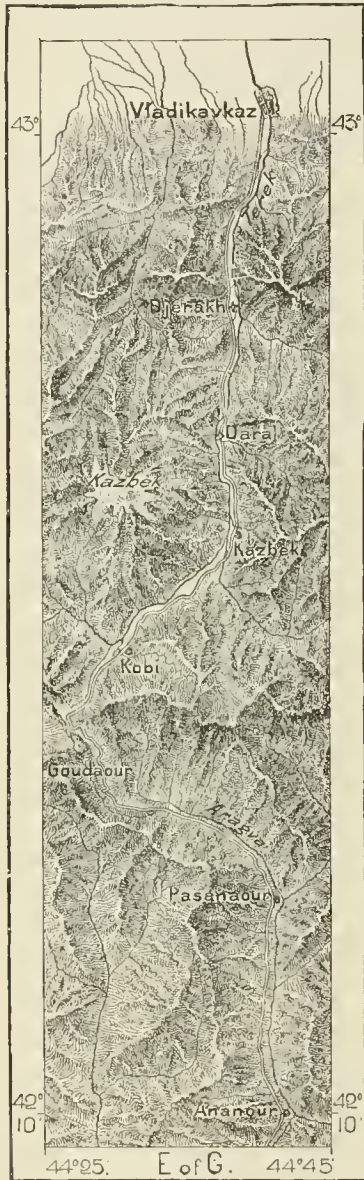 Vladikavkaz
43° 43°
Terek
Djerakh
Daral
Kazbek
Kazbek
Kobi
Goudaour
Aragva
Pasanaour
42° 42°
Ananour
10' 10'
44°25' E of G. 44°45'